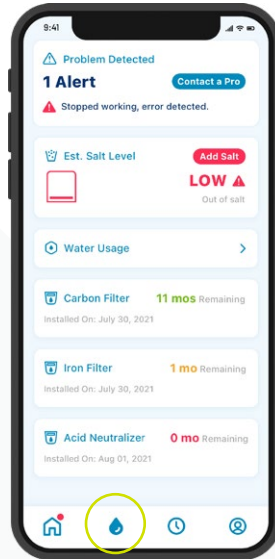 9:41
Problem Detected
1 Alert Contact a Pro
Stopped working, error detected.
Est. Salt Level Add Salt
LOW
Out of salt
Water Usage
Carbon Filter 11 mos Remaining
Installed On: July 30, 2021
Iron Filter 1 mo Remaining
Installed On: July 30, 2021
Acid Neutralizer 0 mo Remaining
Installed On: Aug 01, 2021